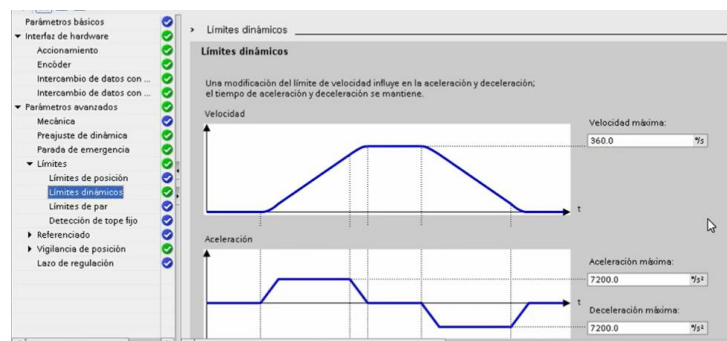 Parámetros básicos
Interfaz de hardware
Accionamiento
Encóder
Intercambio de datos con ...
Intercambio de datos con ...
Parámetros avanzados
Mecánica
Preajuste de dinámica
Parada de emergencia
Límites
Límites de posición
Límites dinámicos
Límites de par
Detección de tope fijo
Referenciado
Vigilancia de posición
Lazo de regulación
Límites dinámicos
Límites dinámicos
Una modificación del límite de velocidad influye en la aceleración y deceleración;
el tiempo de aceleración y deceleración se mantiene.
Velocidad
Velocidad máxima:
360.0 °/s
t
Aceleración
Aceleración máxima:
7200.0 °/s²
t
Deceleración máxima:
7200.0 °/s²